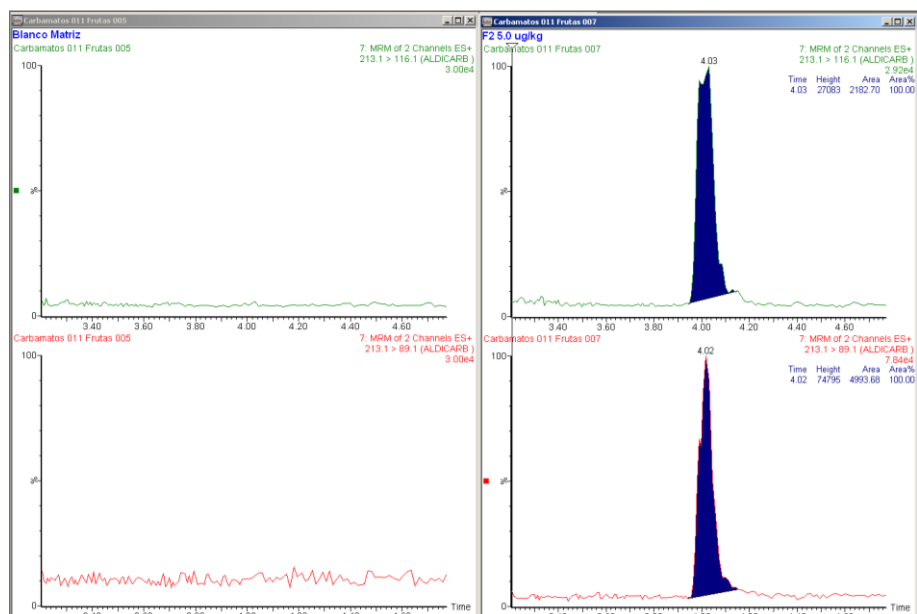 Carbamatos 011 Frutas 005
Blanco Matriz
Carbamatos 011 Frutas 005
7: MRM of 2 Channels ES+
213.1 > 116.1 (ALDICARB )
3.00e4
100
%
0
3.40 3.60 3.80 4.00 4.20 4.40 4.60
Carbamatos 011 Frutas 005
7: MRM of 2 Channels ES+
213.1 > 89.1 (ALDICARB )
3.00e4
100
%
0
Time
Carbamatos 011 Frutas 007
F2 5.0 ug/kg
Carbamatos 011 Frutas 007
7: MRM of 2 Channels ES+
213.1 > 116.1 (ALDICARB )
2.92e4
Time Height Area Area%
4.03 27083 2182.70 100.00
4.03
100
%
0
3.40 3.60 3.80 4.00 4.20 4.40 4.60
Carbamatos 011 Frutas 007
7: MRM of 2 Channels ES+
213.1 > 89.1 (ALDICARB )
7.84e4
Time Height Area Area%
4.02 74795 4993.68 100.00
4.02
100
%
0
Time